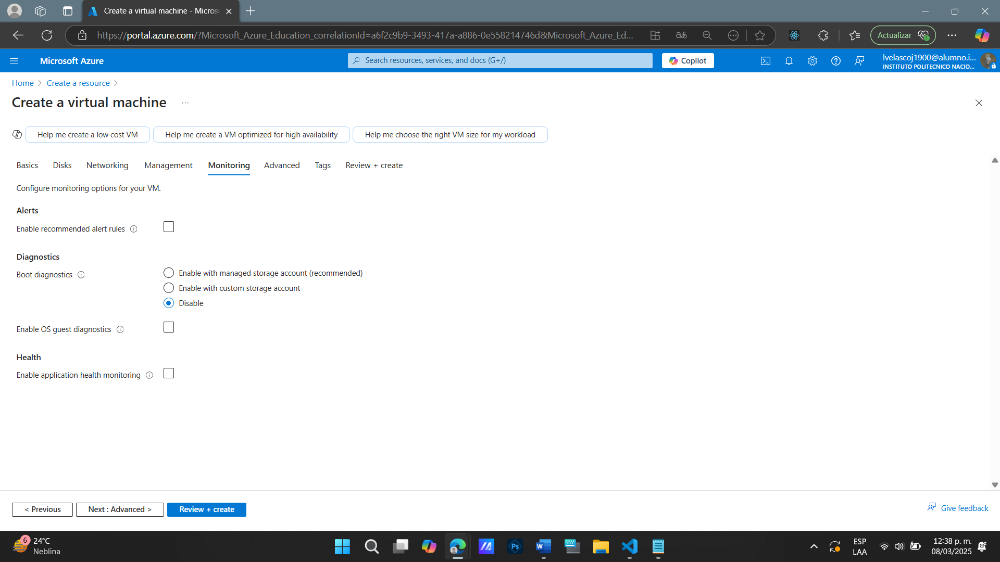 Create a virtual machine - Micros
https://portal.azure.com/?Microsoft_Azure_Education_correlationId=a6f2c9b9-3493-417a-a886-0e558214746d&Microsoft_Azure_Ed...
Actualizar
Microsoft Azure
Search resources, services, and docs (G+/)
Copilot
lvelascoj1900@alumno.i...
INSTITUTO POLITECNICO NACIO...
Home > Create a resource >
Create a virtual machine ...
Help me create a low cost VM
Help me create a VM optimized for high availability
Help me choose the right VM size for my workload
Basics Disks Networking Management Monitoring Advanced Tags Review + create
Configure monitoring options for your VM.
Alerts
Enable recommended alert rules
Diagnostics
Boot diagnostics
Enable with managed storage account (recommended)
Enable with custom storage account
Disable
Enable OS guest diagnostics
Health
Enable application health monitoring
< Previous
Next : Advanced >
Review + create
Give feedback
6
24°C
Neblina
Ps
W
ESP
LAA
12:38 p. m.
08/03/2025